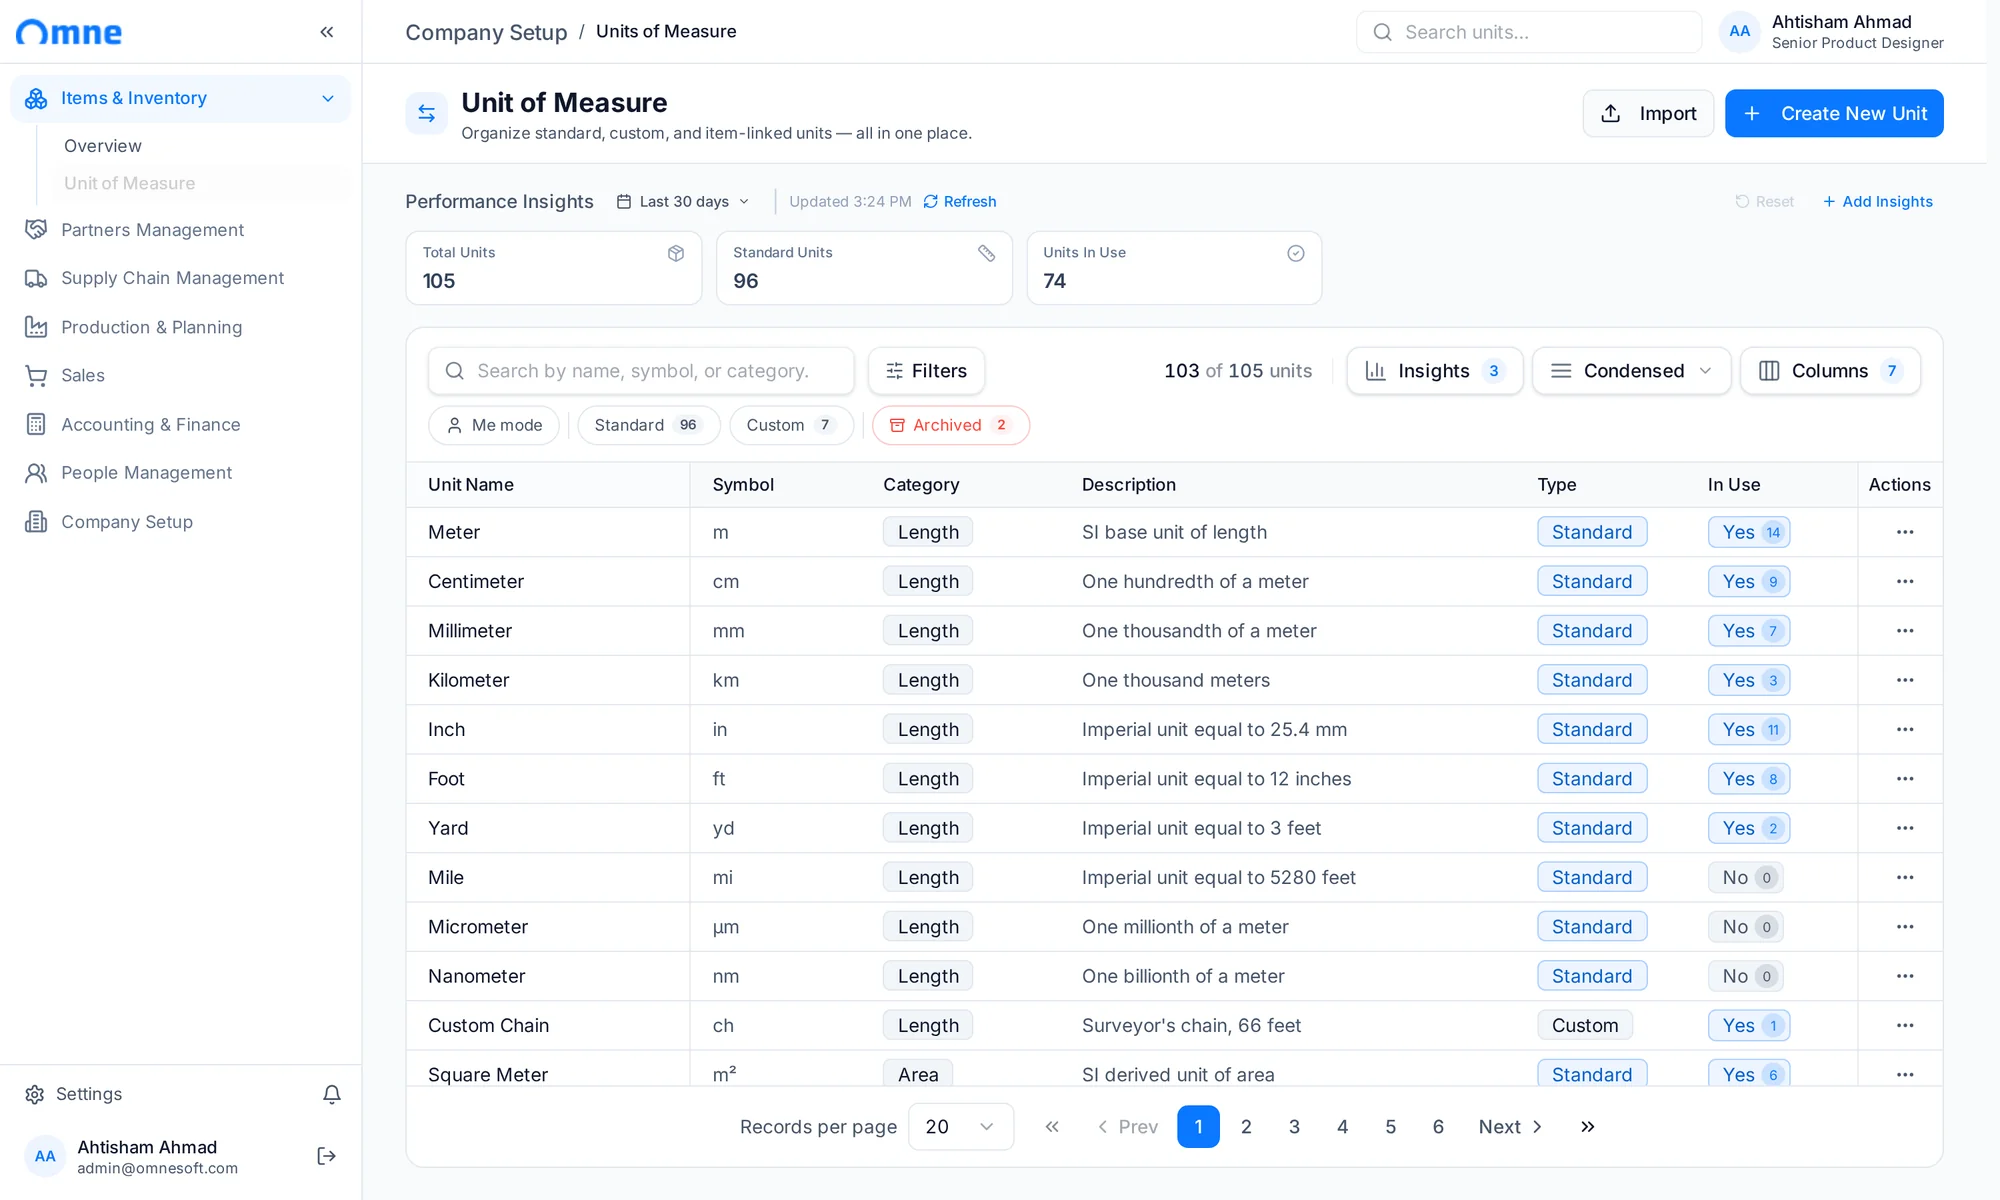 Omne
Company Setup / Units of Measure
Search units...
AA
Ahtisham Ahmad
Senior Product Designer
Items & Inventory
Overview
Unit of Measure
Partners Management
Supply Chain Management
Production & Planning
Sales
Accounting & Finance
People Management
Company Setup
Settings
AA
Ahtisham Ahmad
admin@omnesoft.com
Unit of Measure
Organize standard, custom, and item-linked units — all in one place.
Import
Create New Unit
Performance Insights Last 30 days Updated 3:24 PM Refresh
Reset Add Insights
Total Units
105
Standard Units
96
Units In Use
74
Search by name, symbol, or category.
Filters
103 of 105 units
Insights 3
Condensed
Columns 7
Me mode
Standard 96
Custom 7
Archived 2
Unit Name Symbol Category Description Type In Use Actions
Meter m Length SI base unit of length Standard Yes 14
Centimeter cm Length One hundredth of a meter Standard Yes 9
Millimeter mm Length One thousandth of a meter Standard Yes 7
Kilometer km Length One thousand meters Standard Yes 3
Inch in Length Imperial unit equal to 25.4 mm Standard Yes 11
Foot ft Length Imperial unit equal to 12 inches Standard Yes 8
Yard yd Length Imperial unit equal to 3 feet Standard Yes 2
Mile mi Length Imperial unit equal to 5280 feet Standard No 0
Micrometer µm Length One millionth of a meter Standard No 0
Nanometer nm Length One billionth of a meter Standard No 0
Custom Chain ch Length Surveyor's chain, 66 feet Custom Yes 1
Square Meter m² Area SI derived unit of area Standard Yes 6
Records per page 20 Prev 1 2 3 4 5 6 Next